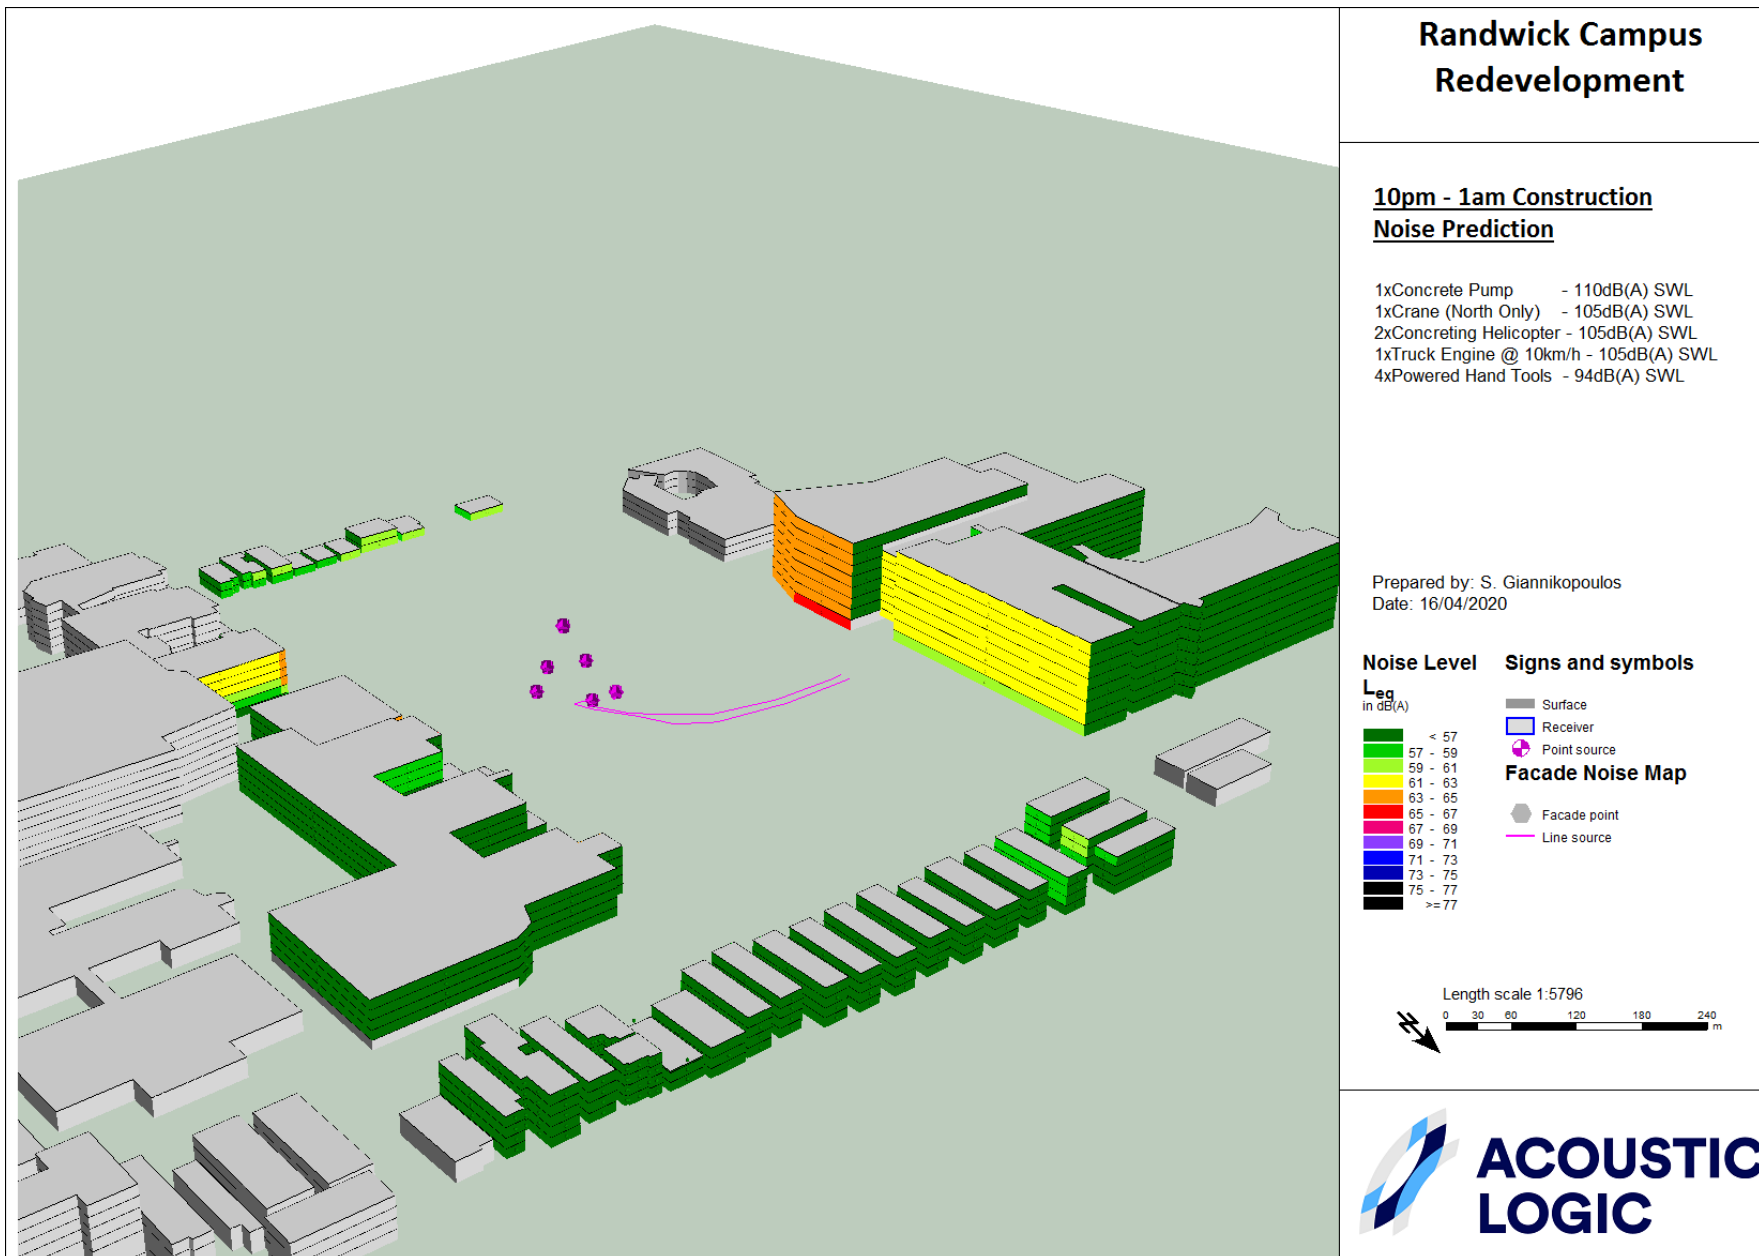 Randwick Campus
Redevelopment
10pm - 1am Construction
Noise Prediction
1xConcrete Pump - 110dB(A) SWL
1xCrane (North Only) - 105dB(A) SWL
2xConcreting Helicopter - 105dB(A) SWL
1xTruck Engine @ 10km/h - 105dB(A) SWL
4xPowered Hand Tools - 94dB(A) SWL
Prepared by: S. Giannikopoulos
Date: 16/04/2020
Noise Level
Leq
in dB(A)
< 57
57 - 59
59 - 61
61 - 63
63 - 65
65 - 67
67 - 69
69 - 71
71 - 73
73 - 75
75 - 77
>= 77
Signs and symbols
Surface
Receiver
Point source
Facade Noise Map
Facade point
Line source
Length scale 1:5796
0 30 60 120 180 240
m
N
ACOUSTIC
LOGIC